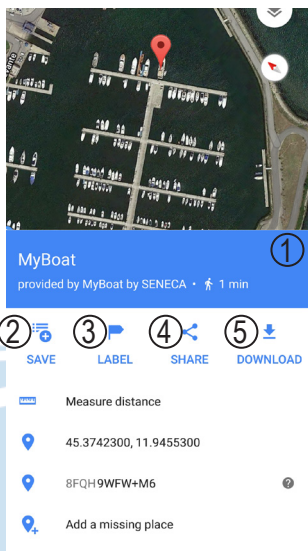 1
MyBoat
provided by MyBoat by SENECA • 1 min
2 3 4 5
SAVE LABEL SHARE DOWNLOAD
Measure distance
45.3742300, 11.9455300
8FQH9WFW+M6 ?
Add a missing place